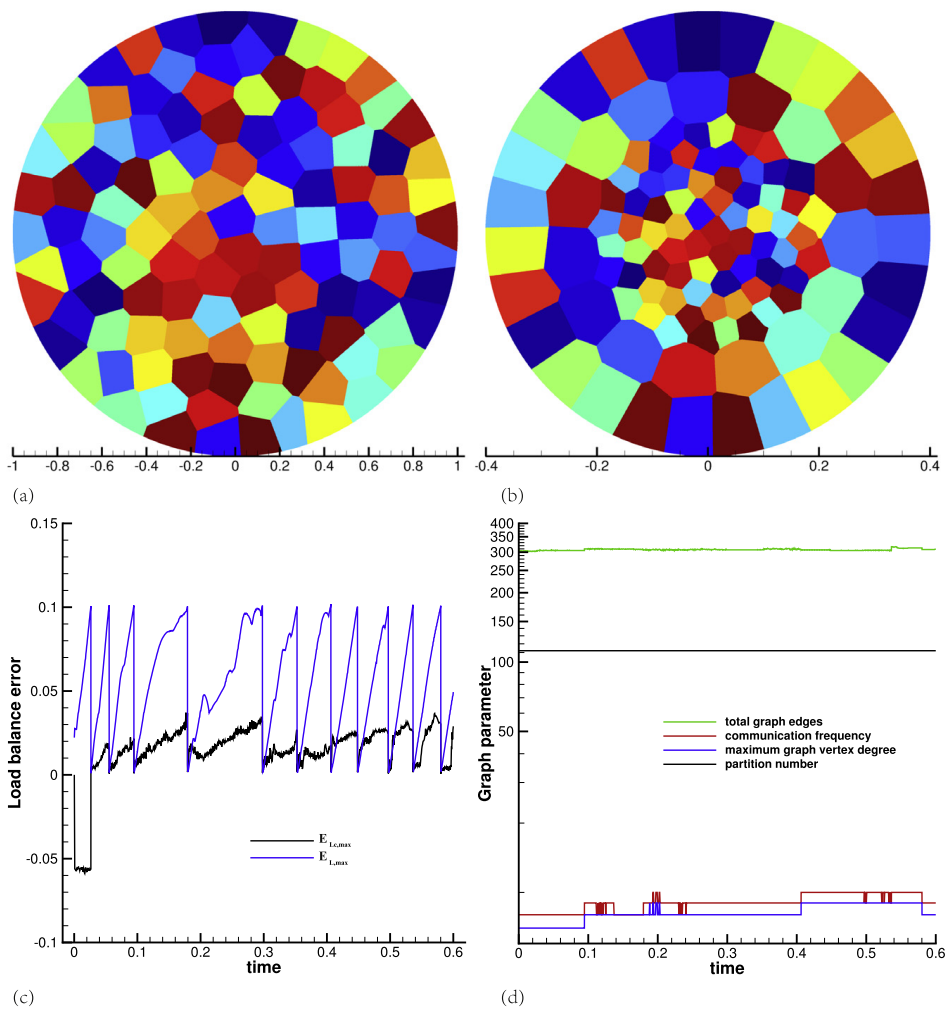 -1 -0.8 -0.6 -0.4 -0.2 0 0.2 0.4 0.6 0.8 1
-0.4 -0.2 0 0.2 0.4
(a)
(b)
0.15
0.1
0.05
0
-0.05
-0.1
Load balance error
E Lc,max
E L,max
0 0.1 0.2 0.3 0.4 0.5 0.6
time
400
350
300
250
200
150
100
50
Graph parameter
total graph edges
communication frequency
maximum graph vertex degree
partition number
0 0.1 0.2 0.3 0.4 0.5 0.6
time
(c)
(d)